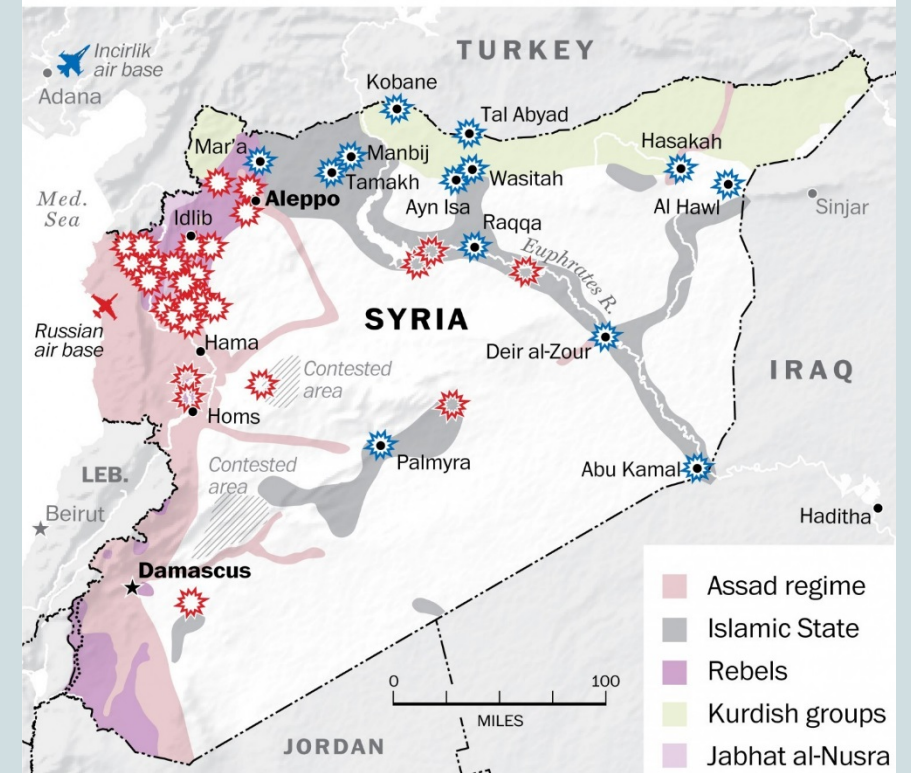 TURKEY
Incirlik
air base
Adana
Kobane
Tal Abyad
Mar'a
Manbij
Tamakh
Wasitah
Hasakah
Med.
Sea
Aleppo
Ayn Isa
Al Hawl
Sinjar
Idlib
Raqqa
Euphrates R.
SYRIA
Russian
air base
Hama
Deir al-Zour
Contested
area
IRAQ
Homs
LEB.
Contested
area
Palmyra
Abu Kamal
Beirut
Haditha
Damascus
Assad regime
Islamic State
Rebels
Kurdish groups
Jabhat al-Nusra
0 100
MILES
JORDAN